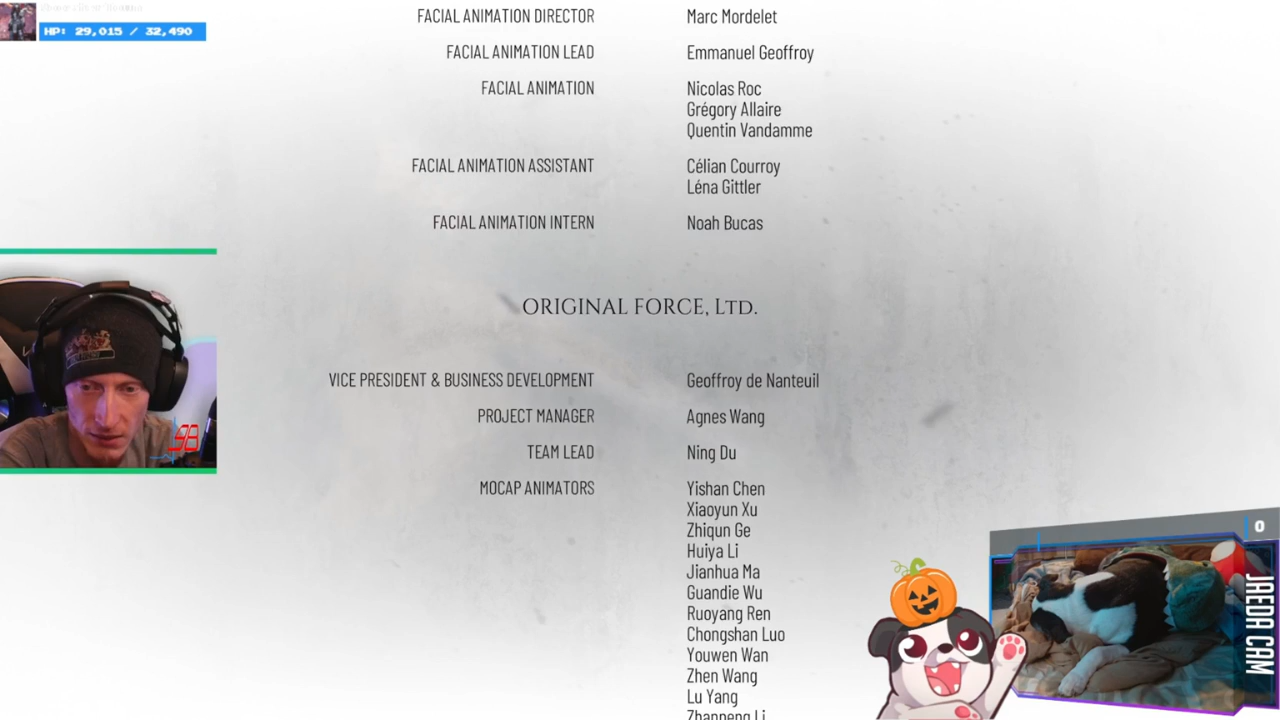 HP: 29,015 / 32,490
FACIAL ANIMATION DIRECTOR Marc Mordelet
FACIAL ANIMATION LEAD Emmanuel Geoffroy
FACIAL ANIMATION Nicolas Roc
Grégory Allaire
Quentin Vandamme
FACIAL ANIMATION ASSISTANT Célian Courroy
Léna Gittler
FACIAL ANIMATION INTERN Noah Bucas
ORIGINAL FORCE, LTD.
98
VICE PRESIDENT & BUSINESS DEVELOPMENT Geoffroy de Nanteuil
PROJECT MANAGER Agnes Wang
TEAM LEAD Ning Du
MOCAP ANIMATORS Yishan Chen
Xiaoyun Xu
Zhiqun Ge
Huiya Li
Jianhua Ma
Guandie Wu
Ruoyang Ren
Chongshan Luo
Youwen Wan
Zhen Wang
Lu Yang
Zhanpeng Li
0
JAEDA CAM